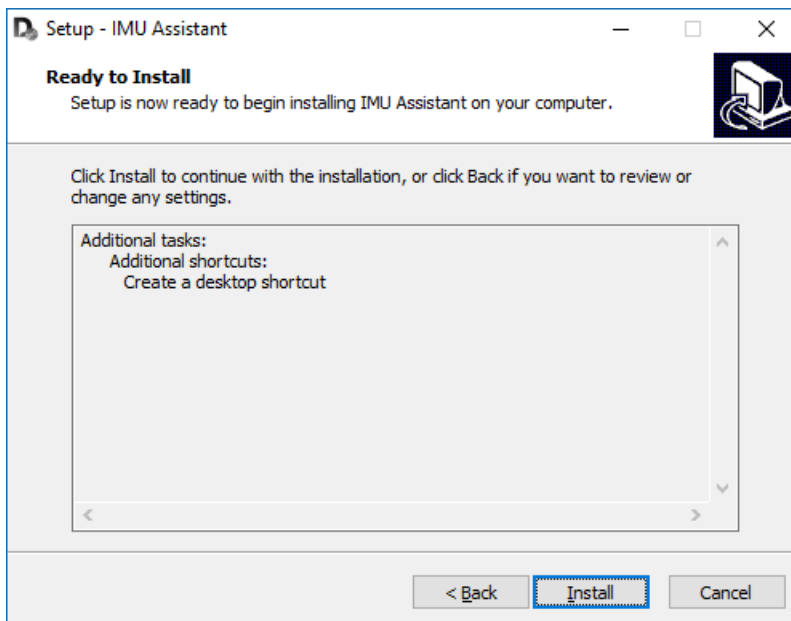 Setup - IMU Assistant
Ready to Install
Setup is now ready to begin installing IMU Assistant on your computer.
Click Install to continue with the installation, or click Back if you want to review or
change any settings.
Additional tasks:
Additional shortcuts:
Create a desktop shortcut
< Back
Install
Cancel